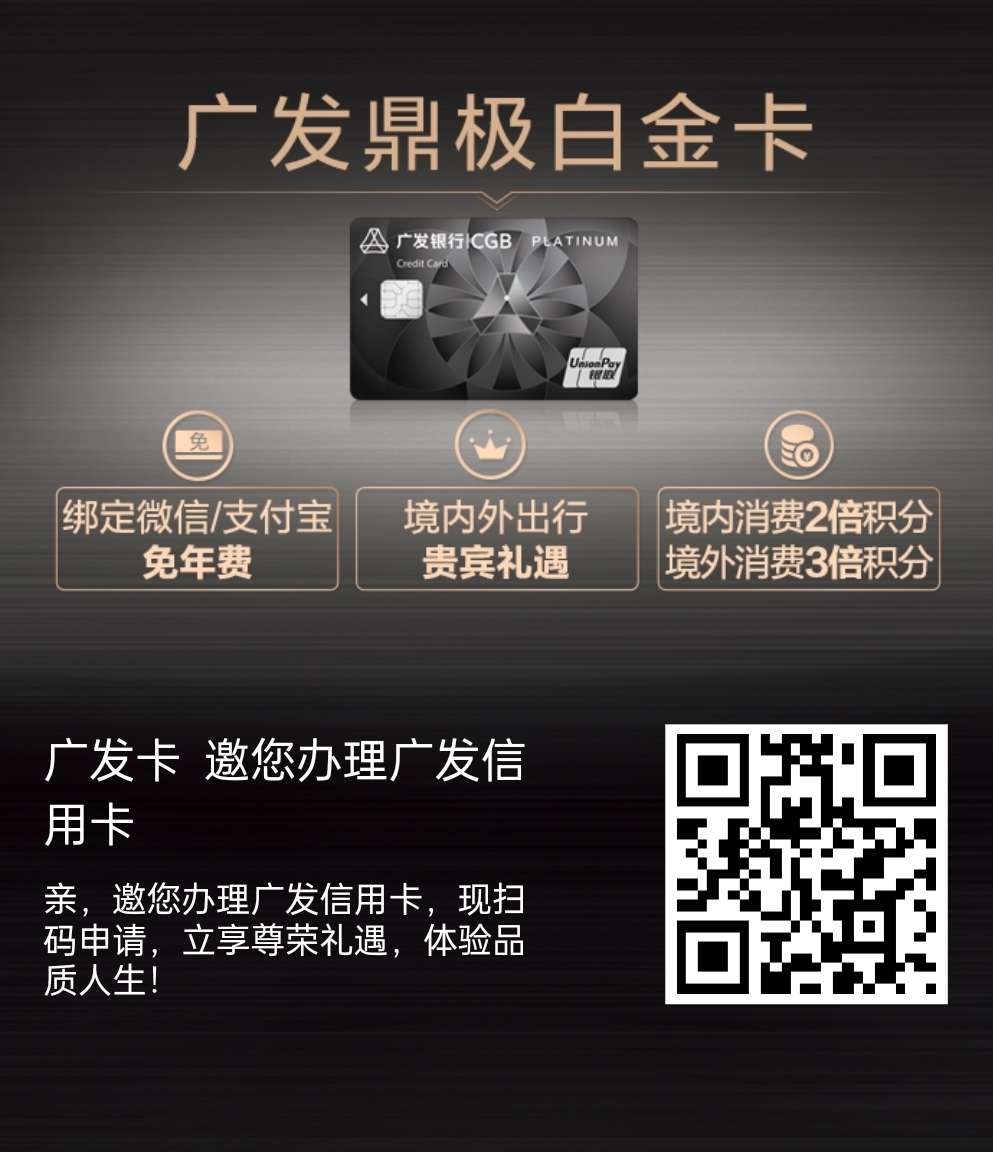 广发鼎极白金卡
广发银行|CGB PLATINUM
Credit Card
UnionPay
银联
免
绑定微信/支付宝
免年费
境内外出行
贵宾礼遇
¥
境内消费2倍积分
境外消费3倍积分
广发卡 邀您办理广发信
用卡
亲，邀您办理广发信用卡，现扫
码申请，立享尊荣礼遇，体验品
质人生！